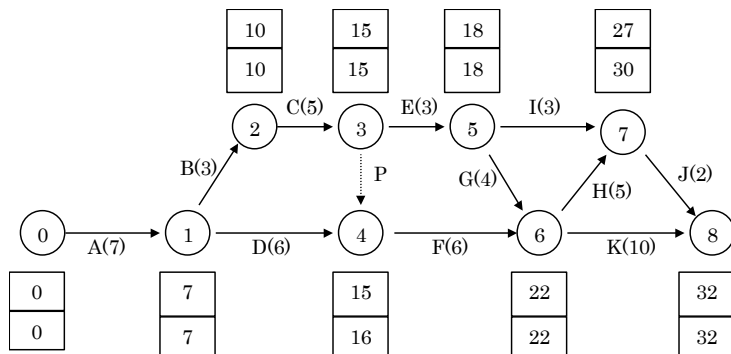 10 15 18 27
10 15 18 30
C(5) E(3) I(3)
2 3 5 7
B(3) P G(4) H(5) J(2)
0 1 4 6 8
A(7) D(6) F(6) K(10)
0 7 15 22 32
0 7 16 22 32